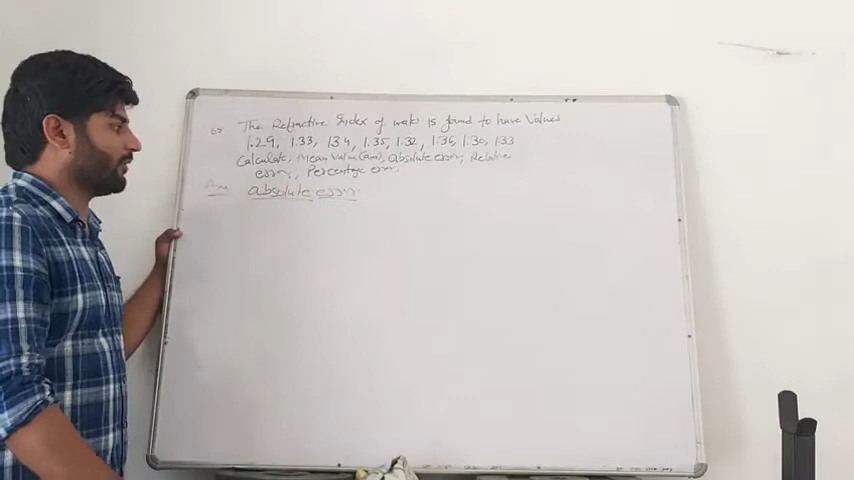 The Refractive Index of water is found to have Values
1.29, 1.33, 1.34, 1.35, 1.32, 1.36, 1.30, 1.33
Calculate, Mean Value(am), absolute error, Relative
error, Percentage error.
Ans absolute error.